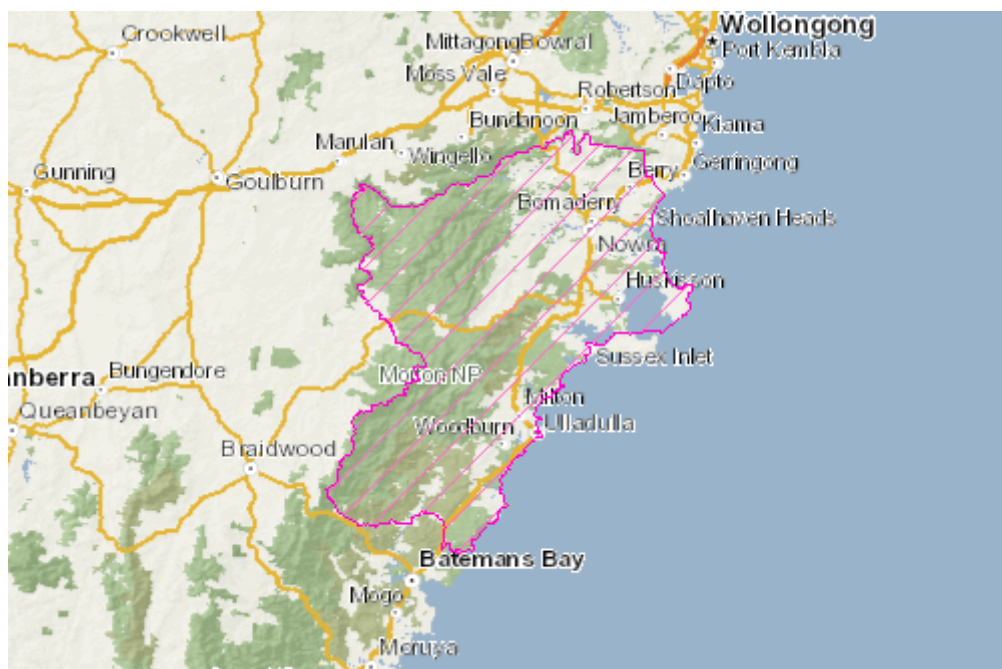 Wollongong
Crookwell
Mittagong
Bowral
Port Kembla
Moss Vale
Dapto
Robertson
Bundanoon
Jamberoo
Kiama
Marulan
Wingello
Gerringong
Gunning
Goulburn
Berry
Bomaderry
Shoalhaven Heads
Nowra
Huskisson
Sussex Inlet
anberra
Bungendore
Morton NP
Queanbeyan
Milton
Ulladulla
Woodburn
Braidwood
Batemans Bay
Mogo
Moruya